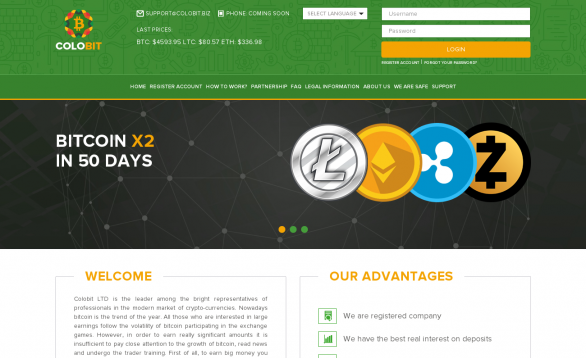 SUPPORT@COLOBIT.BIZ
PHONE: COMING SOON
SELECT LANGUAGE
Username
Password
LOGIN
REGISTER ACCOUNT | FORGOT YOUR PASSWORD?
COLOBIT
LAST PRICES:
BTC: $4593.95 LTC: $80.57 ETH: $336.98
HOME REGISTER ACCOUNT HOW TO WORK? PARTNERSHIP FAQ LEGAL INFORMATION ABOUT US WE ARE SAFE SUPPORT
BITCOIN X2
IN 50 DAYS
WELCOME
Colobit LTD is the leader among the bright representatives of
professionals in the modern market of crypto-currencies. Nowadays
bitcoin is the trend of the year. All those who are interested in large
earnings follow the volatility of bitcoin participating in the exchange
games. However, in order to earn really significant amounts it is
insufficient to pay close attention to the growth of bitcoin, read news
and undergo the trader training. First of all, to earn big money you
OUR ADVANTAGES
We are registered company
We have the best real interest on deposits